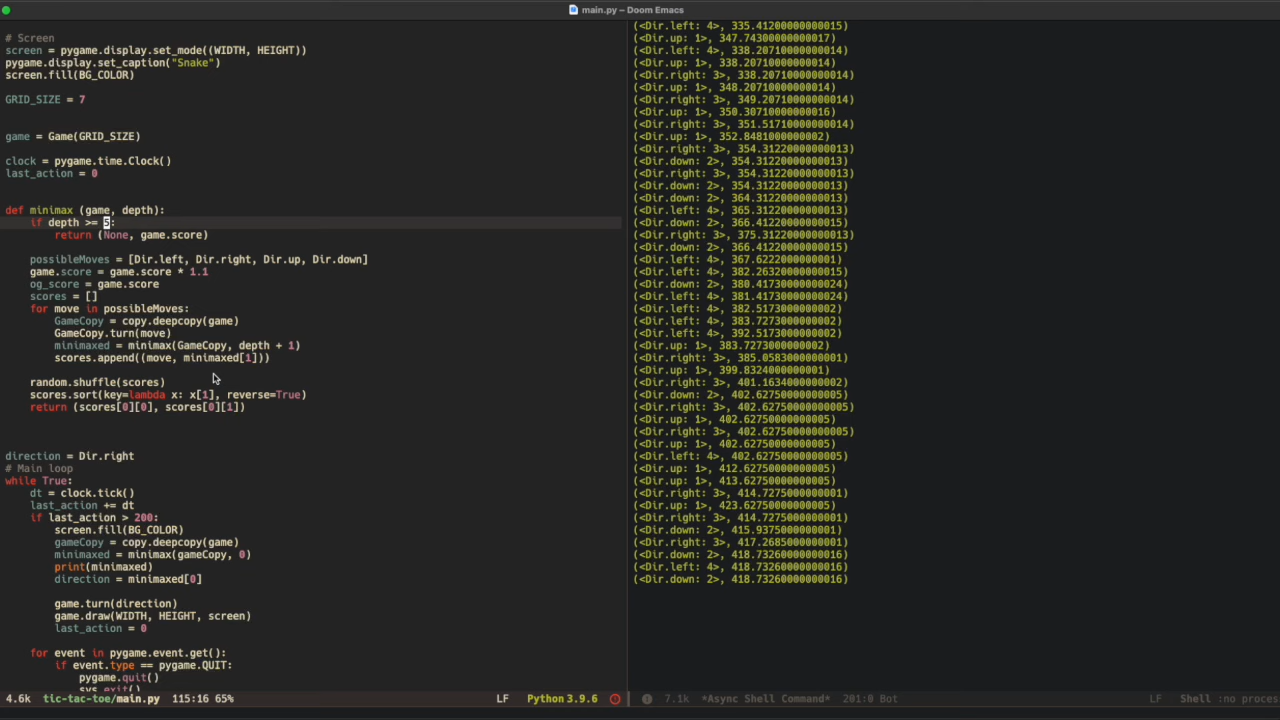 main.py – Doom Emacs
# Screen
screen = pygame.display.set_mode((WIDTH, HEIGHT))
pygame.display.set_caption("Snake")
screen.fill(BG_COLOR)
GRID_SIZE = 7
game = Game(GRID_SIZE)
clock = pygame.time.Clock()
last_action = 0
def minimax (game, depth):
    if depth >= 5:
        return (None, game.score)
    possibleMoves = [Dir.left, Dir.right, Dir.up, Dir.down]
    game.score = game.score * 1.1
    og_score = game.score
    scores = []
    for move in possibleMoves:
        GameCopy = copy.deepcopy(game)
        GameCopy.turn(move)
        minimaxed = minimax(GameCopy, depth + 1)
        scores.append((move, minimaxed[1]))
    random.shuffle(scores)
    scores.sort(key=lambda x: x[1], reverse=True)
    return (scores[0][0], scores[0][1])
direction = Dir.right
# Main loop
while True:
    dt = clock.tick()
    last_action += dt
    if last_action > 200:
        screen.fill(BG_COLOR)
        gameCopy = copy.deepcopy(game)
        minimaxed = minimax(gameCopy, 0)
        print(minimaxed)
        direction = minimaxed[0]
        game.turn(direction)
        game.draw(WIDTH, HEIGHT, screen)
        last_action = 0
    for event in pygame.event.get():
        if event.type == pygame.QUIT:
            pygame.quit()
            sys.exit()
4.6k tic-tac-toe/main.py 115:16 65% LF Python 3.9.6
(<Dir.left: 4>, 335.41200000000015)
(<Dir.up: 1>, 347.74300000000017)
(<Dir.left: 4>, 338.20710000000014)
(<Dir.up: 1>, 338.20710000000014)
(<Dir.right: 3>, 338.20710000000014)
(<Dir.up: 1>, 348.20710000000014)
(<Dir.right: 3>, 349.20710000000014)
(<Dir.up: 1>, 350.30710000000016)
(<Dir.right: 3>, 351.51710000000014)
(<Dir.up: 1>, 352.8481000000002)
(<Dir.right: 3>, 354.31220000000013)
(<Dir.down: 2>, 354.31220000000013)
(<Dir.right: 3>, 354.31220000000013)
(<Dir.down: 2>, 354.31220000000013)
(<Dir.down: 2>, 364.31220000000013)
(<Dir.left: 4>, 365.31220000000013)
(<Dir.down: 2>, 366.41220000000015)
(<Dir.right: 3>, 375.31220000000013)
(<Dir.down: 2>, 366.41220000000015)
(<Dir.left: 4>, 367.6222000000001)
(<Dir.left: 4>, 382.26320000000015)
(<Dir.down: 2>, 380.41730000000024)
(<Dir.left: 4>, 381.41730000000024)
(<Dir.left: 4>, 382.5173000000002)
(<Dir.left: 4>, 383.7273000000002)
(<Dir.left: 4>, 392.5173000000002)
(<Dir.up: 1>, 383.7273000000002)
(<Dir.right: 3>, 385.0583000000001)
(<Dir.up: 1>, 399.8324000000001)
(<Dir.right: 3>, 401.1634000000002)
(<Dir.down: 2>, 402.62750000000005)
(<Dir.right: 3>, 402.62750000000005)
(<Dir.up: 1>, 402.62750000000005)
(<Dir.right: 3>, 402.62750000000005)
(<Dir.up: 1>, 402.62750000000005)
(<Dir.left: 4>, 402.62750000000005)
(<Dir.up: 1>, 412.62750000000005)
(<Dir.up: 1>, 413.62750000000005)
(<Dir.right: 3>, 414.7275000000001)
(<Dir.up: 1>, 423.62750000000005)
(<Dir.right: 3>, 414.7275000000001)
(<Dir.down: 2>, 415.9375000000001)
(<Dir.right: 3>, 417.2685000000001)
(<Dir.down: 2>, 418.73260000000016)
(<Dir.left: 4>, 418.73260000000016)
(<Dir.down: 2>, 418.73260000000016)
7.1k *Async Shell Command* 201:0 Bot LF Shell :no proces